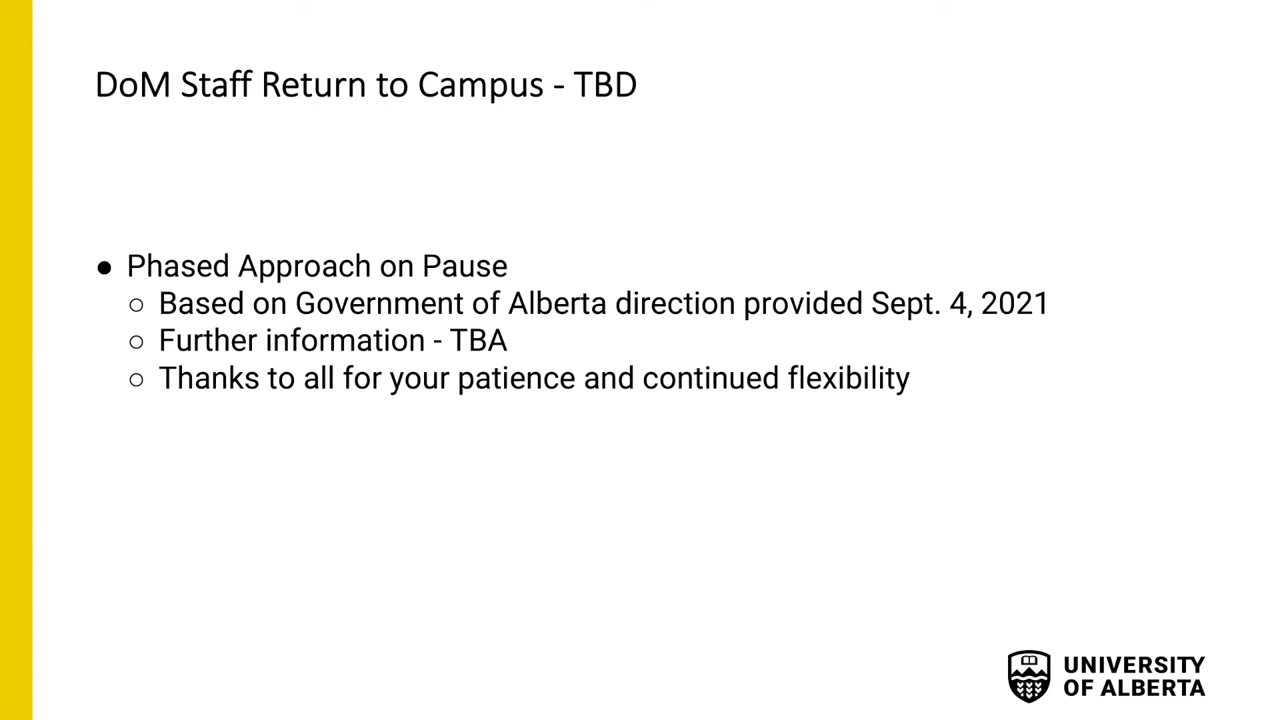 DoM Staff Return to Campus - TBD
● Phased Approach on Pause
○ Based on Government of Alberta direction provided Sept. 4, 2021
○ Further information - TBA
○ Thanks to all for your patience and continued flexibility
UNIVERSITY
OF ALBERTA